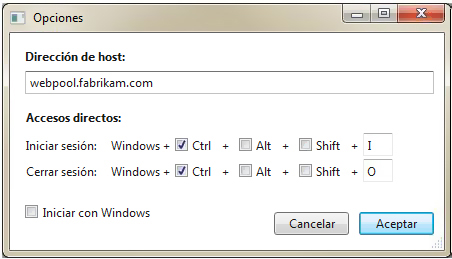 Opciones
Dirección de host:
webpool.fabrikam.com
Accesos directos:
Iniciar sesión: Windows + Ctrl + Alt + Shift + I
Cerrar sesión: Windows + Ctrl + Alt + Shift + O
Iniciar con Windows
Cancelar Aceptar